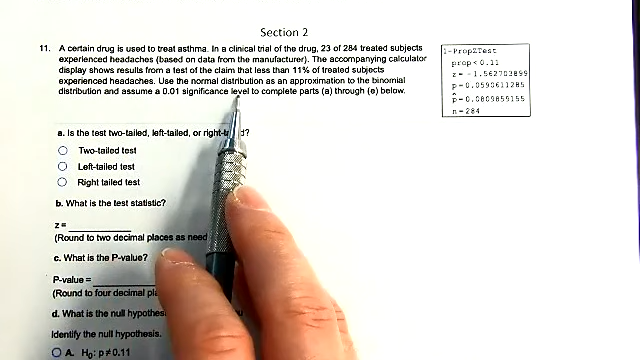 Section 2
11. A certain drug is used to treat asthma. In a clinical trial of the drug, 23 of 284 treated subjects
experienced headaches (based on data from the manufacturer). The accompanying calculator
display shows results from a test of the claim that less than 11% of treated subjects
experienced headaches. Use the normal distribution as an approximation to the binomial
distribution and assume a 0.01 significance level to complete parts (a) through (e) below.
1-PropZTest
prop<0.11
z=-1.562703899
p=0.0590611285
p̂=0.0809859155
n=284
a. Is the test two-tailed, left-tailed, or right-t d?
Two-tailed test
Left-tailed test
Right tailed test
b. What is the test statistic?
z=
(Round to two decimal places as need
c. What is the P-value?
P-value =
(Round to four decimal pla
d. What is the null hypothes
Identify the null hypothesis.
A. H₀: p≠0.11